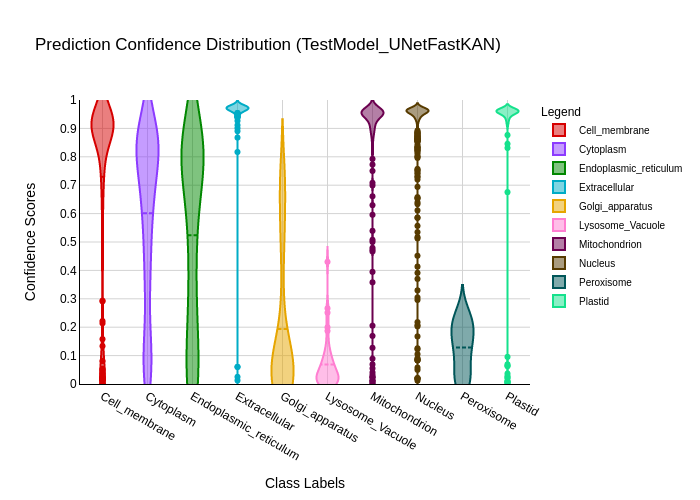 Prediction Confidence Distribution (TestModel_UNetFastKAN)
Confidence Scores
1
0.9
0.8
0.7
0.6
0.5
0.4
0.3
0.2
0.1
0
Cell_membrane
Cytoplasm
Endoplasmic_reticulum
Extracellular
Golgi_apparatus
Lysosome_Vacuole
Mitochondrion
Nucleus
Peroxisome
Plastid
Class Labels
Legend
Cell_membrane
Cytoplasm
Endoplasmic_reticulum
Extracellular
Golgi_apparatus
Lysosome_Vacuole
Mitochondrion
Nucleus
Peroxisome
Plastid